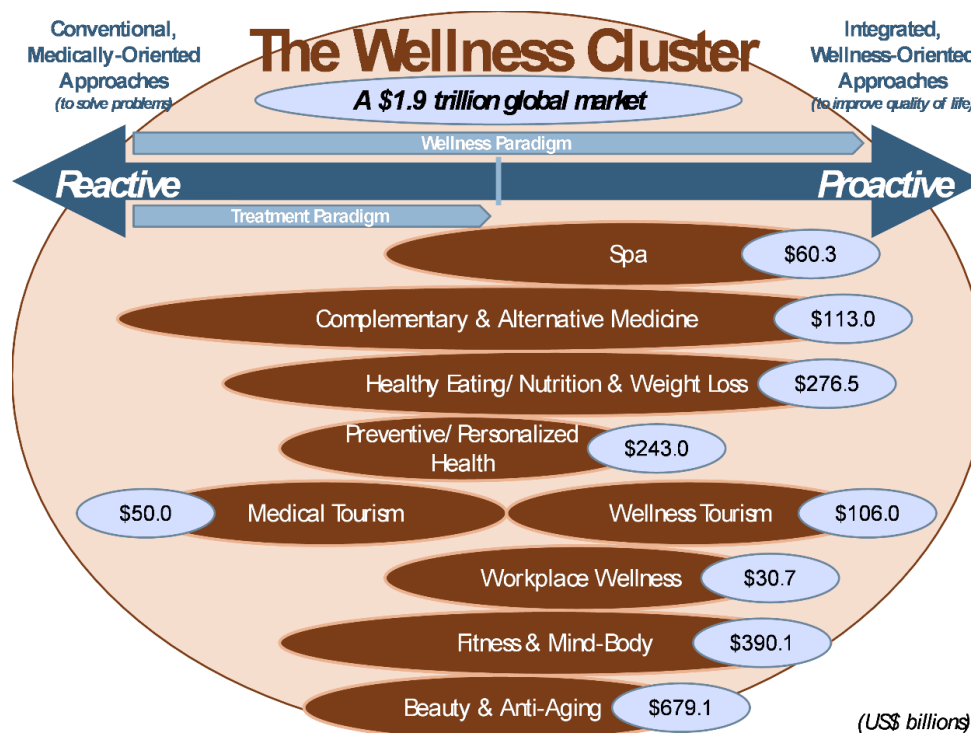 Conventional,
Medically-Oriented
Approaches
(to solve problems)
The Wellness Cluster
A $1.9 trillion global market
Integrated,
Wellness-Oriented
Approaches
(to improve quality of life)
Wellness Paradigm
Reactive
Proactive
Treatment Paradigm
Spa
$60.3
Complementary & Alternative Medicine
$113.0
Healthy Eating/ Nutrition & Weight Loss
$276.5
Preventive/ Personalized
Health
$243.0
$50.0
Medical Tourism
Wellness Tourism
$106.0
Workplace Wellness
$30.7
Fitness & Mind-Body
$390.1
Beauty & Anti-Aging
$679.1
(US$ billions)